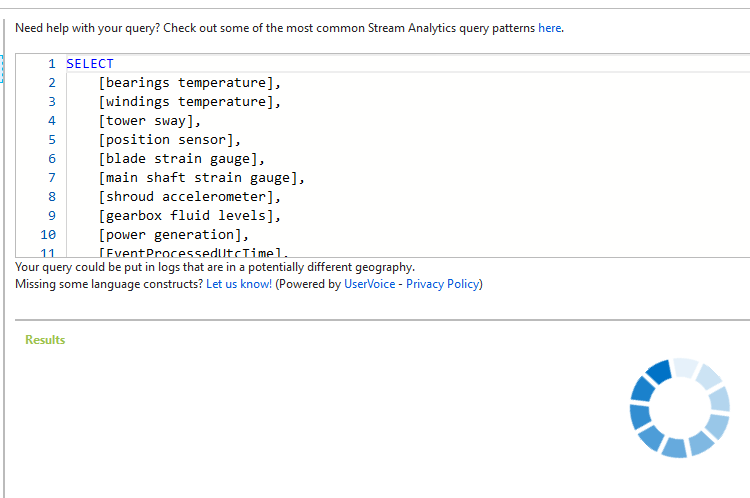 Need help with your query? Check out some of the most common Stream Analytics query patterns here.
1 SELECT
2 [bearings temperature],
3 [windings temperature],
4 [tower sway],
5 [position sensor],
6 [blade strain gauge],
7 [main shaft strain gauge],
8 [shroud accelerometer],
9 [gearbox fluid levels],
10 [power generation],
11 [EventProcessedUtcTime],
Your query could be put in logs that are in a potentially different geography.
Missing some language constructs? Let us know! (Powered by UserVoice - Privacy Policy)
Results